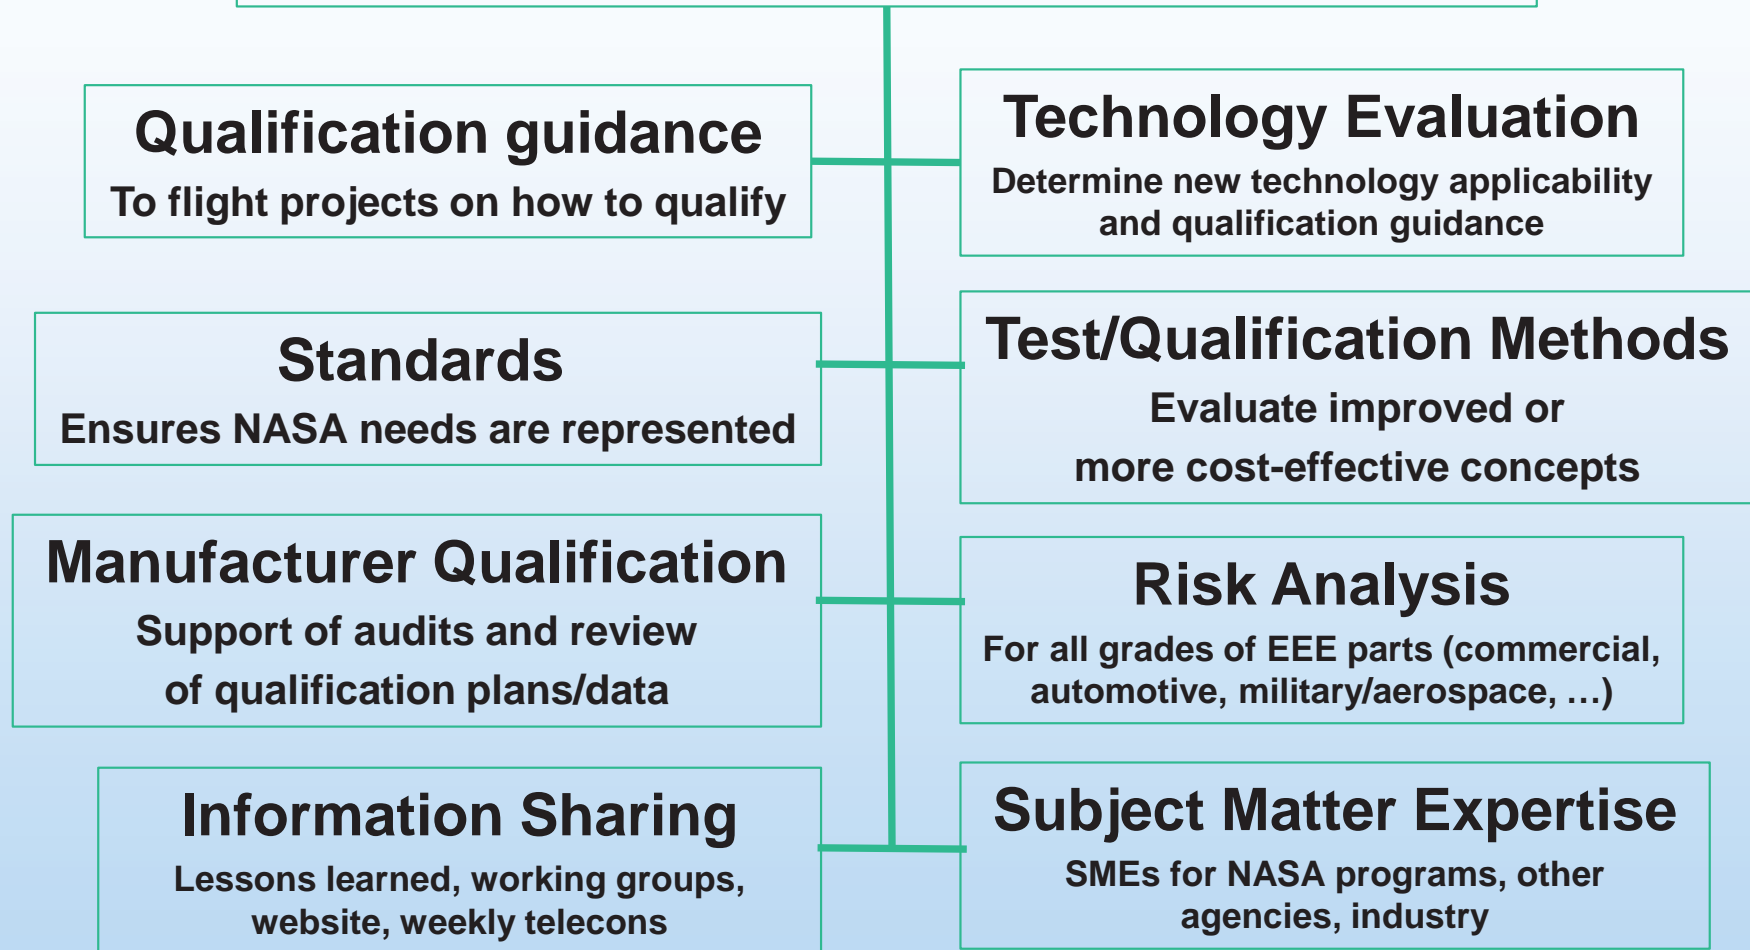 Qualification guidance
To flight projects on how to qualify
Technology Evaluation
Determine new technology applicability
and qualification guidance
Standards
Ensures NASA needs are represented
Test/Qualification Methods
Evaluate improved or
more cost-effective concepts
Manufacturer Qualification
Support of audits and review
of qualification plans/data
Risk Analysis
For all grades of EEE parts (commercial,
automotive, military/aerospace, …)
Information Sharing
Lessons learned, working groups,
website, weekly telecons
Subject Matter Expertise
SMEs for NASA programs, other
agencies, industry